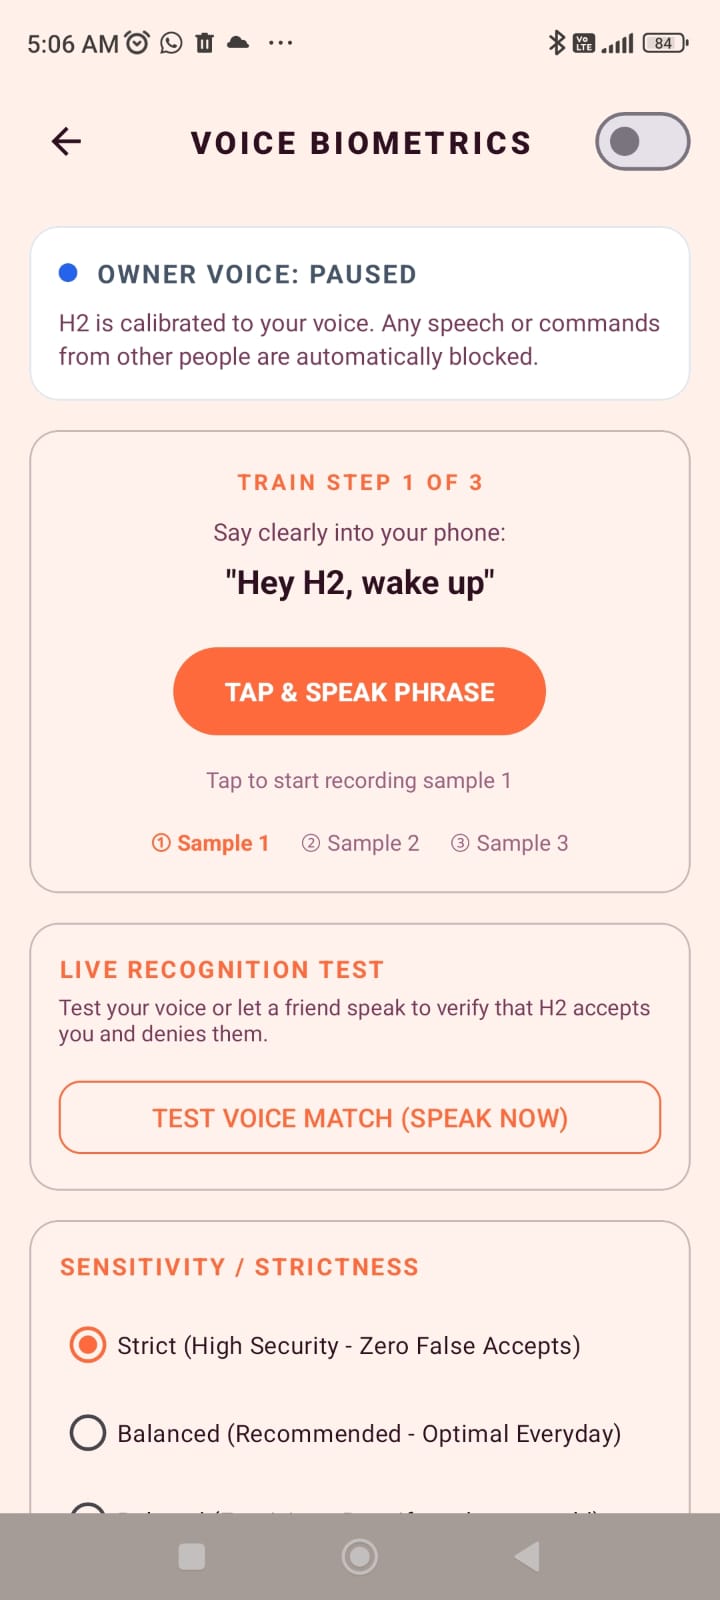 5:06 AM
Vo LTE
84
VOICE BIOMETRICS
OWNER VOICE: PAUSED
H2 is calibrated to your voice. Any speech or commands
from other people are automatically blocked.
TRAIN STEP 1 OF 3
Say clearly into your phone:
"Hey H2, wake up"
TAP & SPEAK PHRASE
Tap to start recording sample 1
① Sample 1 ② Sample 2 ③ Sample 3
LIVE RECOGNITION TEST
Test your voice or let a friend speak to verify that H2 accepts
you and denies them.
TEST VOICE MATCH (SPEAK NOW)
SENSITIVITY / STRICTNESS
Strict (High Security - Zero False Accepts)
Balanced (Recommended - Optimal Everyday)